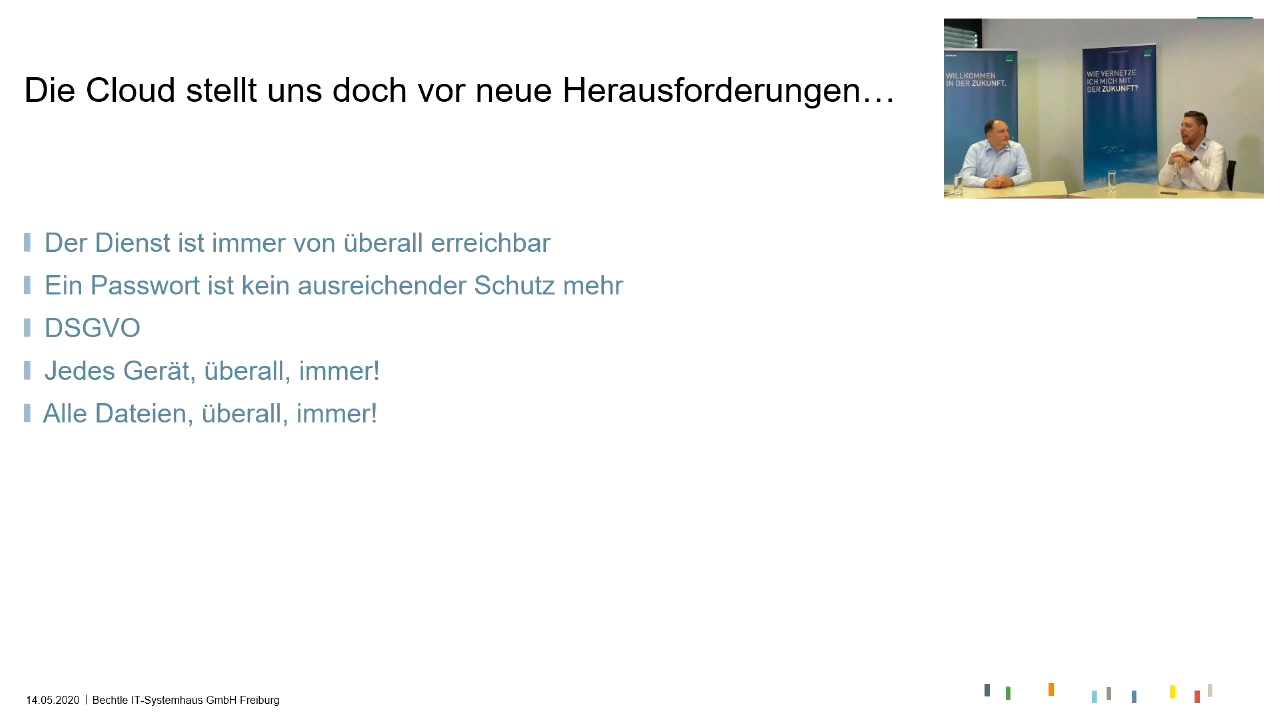 Die Cloud stellt uns doch vor neue Herausforderungen…
WILLKOMMEN
IN DER ZUKUNFT.
WIE VERNETZE
ICH MICH MIT
DER ZUKUNFT?
Der Dienst ist immer von überall erreichbar
Ein Passwort ist kein ausreichender Schutz mehr
DSGVO
Jedes Gerät, überall, immer!
Alle Dateien, überall, immer!
14.05.2020 | Bechtle IT-Systemhaus GmbH Freiburg